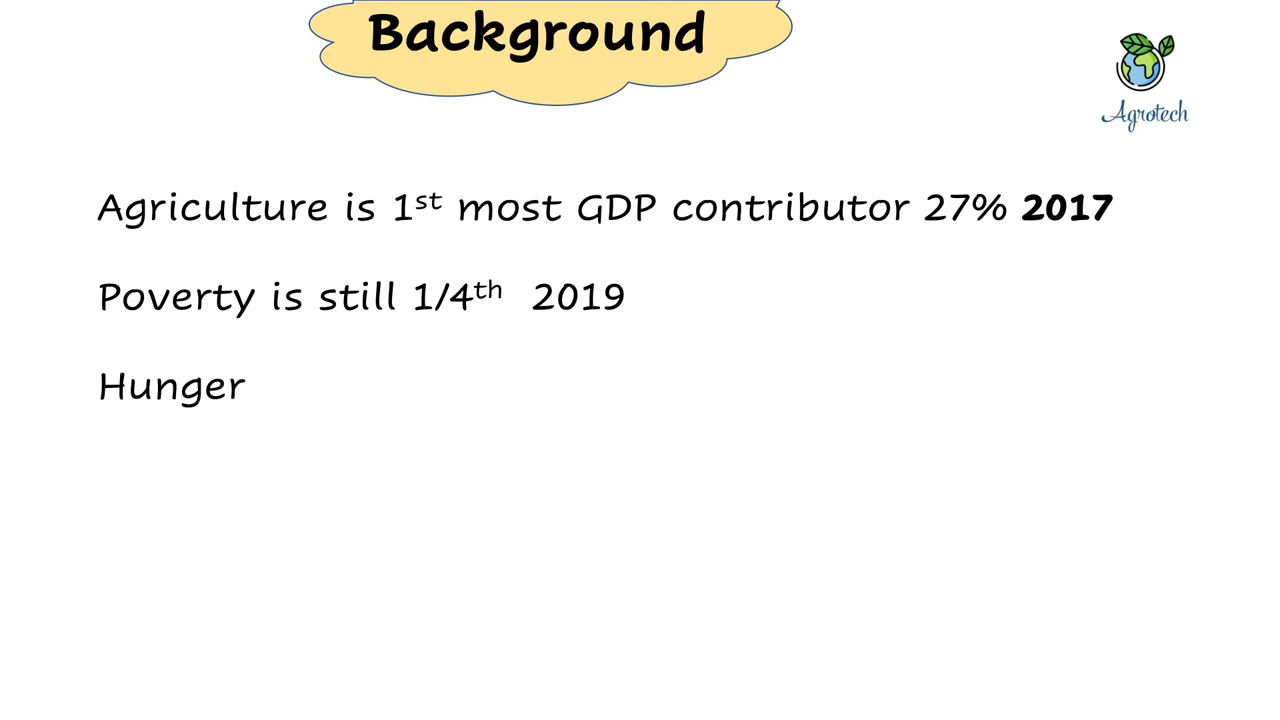 Background
Agrotech
Agriculture is 1st most GDP contributor 27% 2017
Poverty is still 1/4th 2019
Hunger